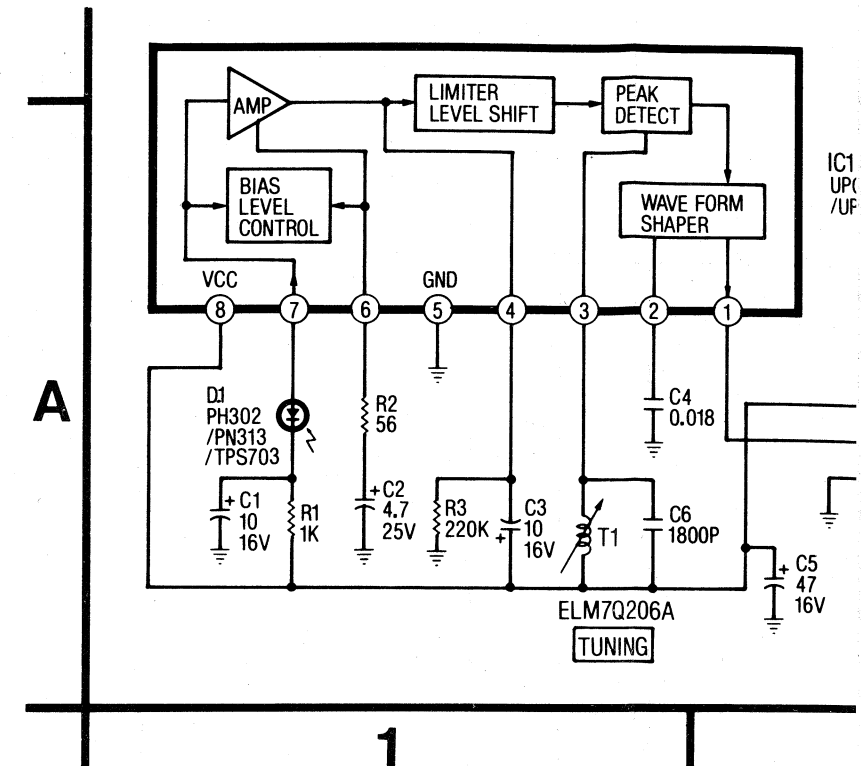 AMP
LIMITER
LEVEL SHIFT
PEAK
DETECT
BIAS
LEVEL
CONTROL
WAVE FORM
SHAPER
IC1
UPC
/UP
VCC
GND
8
7
6
5
4
3
2
1
A
D1
PH302
/PN313
/TPS703
R2
56
C4
0.018
+ C1
10
16V
R1
1K
+ C2
4.7
25V
R3
220K
C3
10
+ 16V
T1
C6
1800P
+ C5
47
16V
ELM7Q206A
TUNING
1